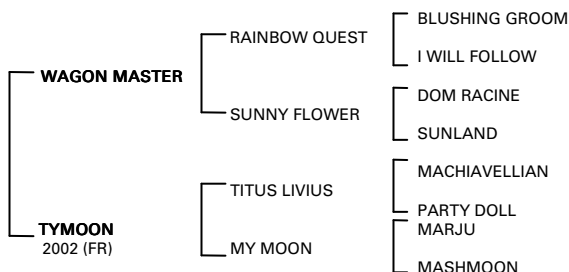 BLUSHING GROOM
RAINBOW QUEST
I WILL FOLLOW
WAGON MASTER
DOM RACINE
SUNNY FLOWER
SUNLAND
MACHIAVELLIAN
TITUS LIVIUS
PARTY DOLL
TYMOON
2002 (FR)
MARJU
MY MOON
MASHMOON